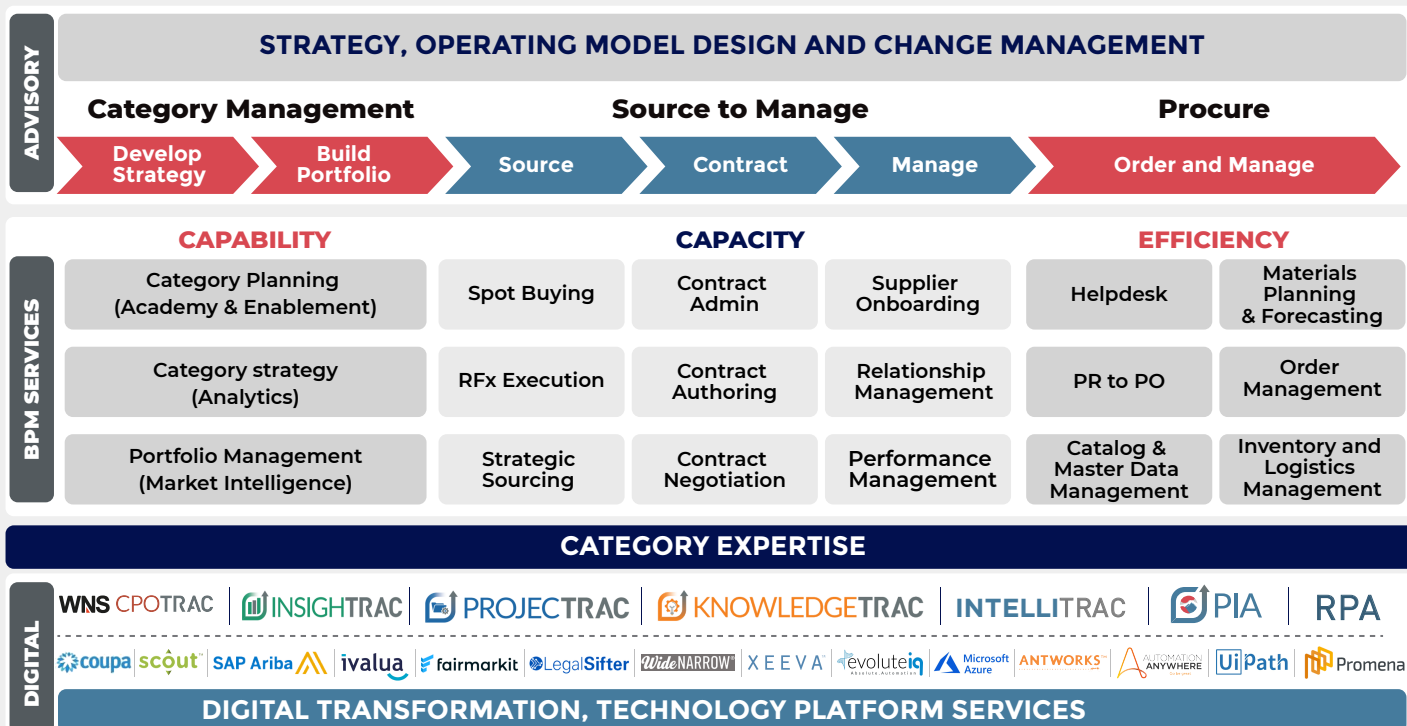 ADVISORY
STRATEGY, OPERATING MODEL DESIGN AND CHANGE MANAGEMENT
Category Management
Source to Manage
Procure
Develop
Strategy
Build
Portfolio
Source
Contract
Manage
Order and Manage
BPM SERVICES
CAPABILITY
CAPACITY
EFFICIENCY
Category Planning
(Academy & Enablement)
Spot Buying
Contract
Admin
Supplier
Onboarding
Helpdesk
Materials
Planning
& Forecasting
Category strategy
(Analytics)
RFx Execution
Contract
Authoring
Relationship
Management
PR to PO
Order
Management
Portfolio Management
(Market Intelligence)
Strategic
Sourcing
Contract
Negotiation
Performance
Management
Catalog &
Master Data
Management
Inventory and
Logistics
Management
CATEGORY EXPERTISE
DIGITAL
WNS CPOTRAC
INSIGHTRAC
PROJECTRAC
KNOWLEDGETRAC
INTELLITRAC
PIA
RPA
coupa
scout™
SAP Ariba
ivalua
fairmarkit
LegalSifter
WideNARROW
XEEVA™
evoluteiq
Absolute.Automation
Microsoft
Azure
ANTWORKS™
AUTOMATION
ANYWHERE
UiPath
Promena
DIGITAL TRANSFORMATION, TECHNOLOGY PLATFORM SERVICES